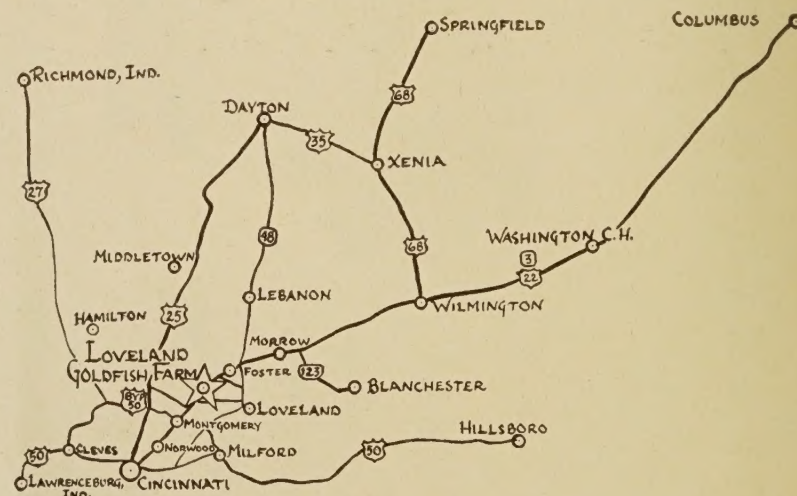 SPRINGFIELD
COLUMBUS
RICHMOND, IND.
68
DAYTON
35
XENIA
27
48
68
WASHINGTON C.H.
3
22
MIDDLETOWN
LEBANON
WILMINGTON
25
HAMILTON
MORROW
LOVELAND
GOLDFISH FARM
FOSTER
123
BLANCHESTER
BYP
50
LOVELAND
MONTGOMERY
HILLSBORO
50
CLEVES
NORWOOD
MILFORD
50
LAWRENCEBURG,
IND.
CINCINNATI